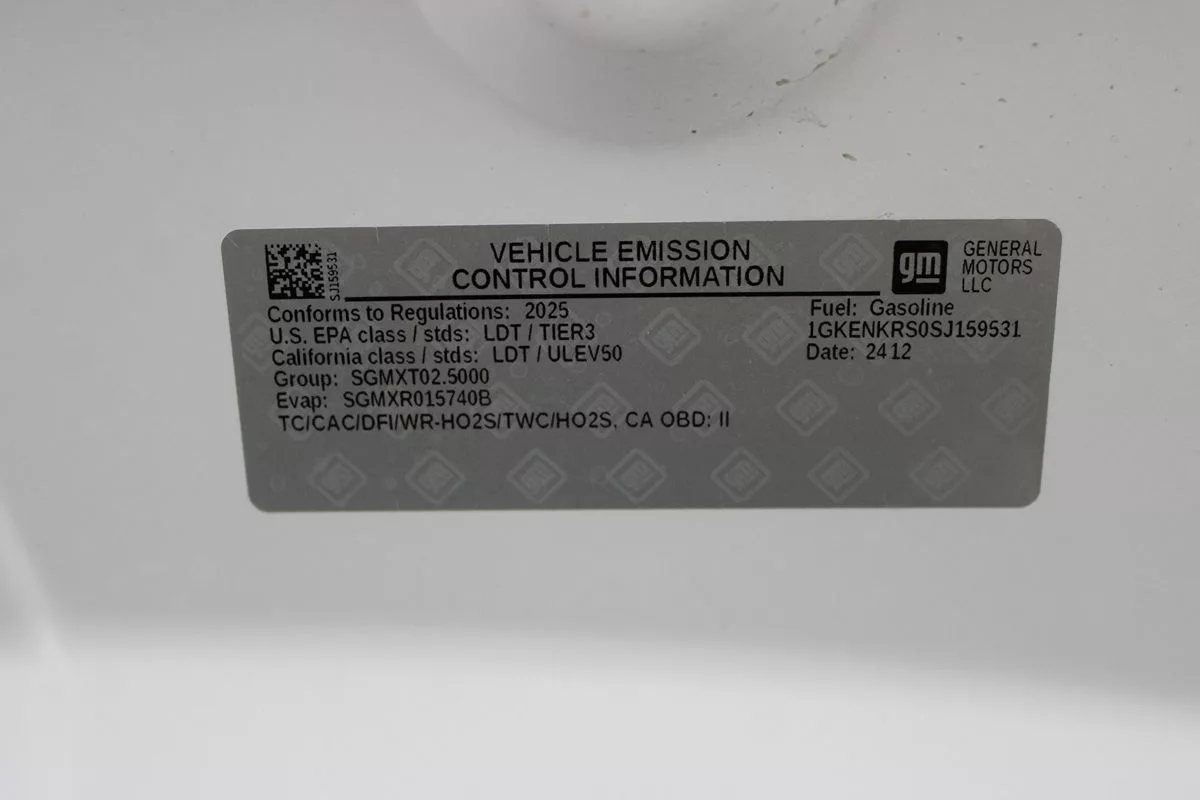 SJ159531
VEHICLE EMISSION
CONTROL INFORMATION
gm
GENERAL
MOTORS
LLC
Conforms to Regulations: 2025
U.S. EPA class / stds: LDT / TIER3
California class / stds: LDT / ULEV50
Group: SGMXT02.5000
Evap: SGMXR015740B
TC/CAC/DFI/WR-HO2S/TWC/HO2S, CA OBD: II
Fuel: Gasoline
1GKENKRS0SJ159531
Date: 2412